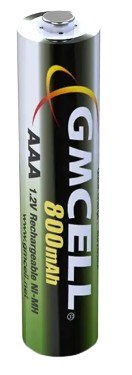 GMCELL
800mAh
AAA
1.2V Rechargeable Ni-MH
www.gmcell.net